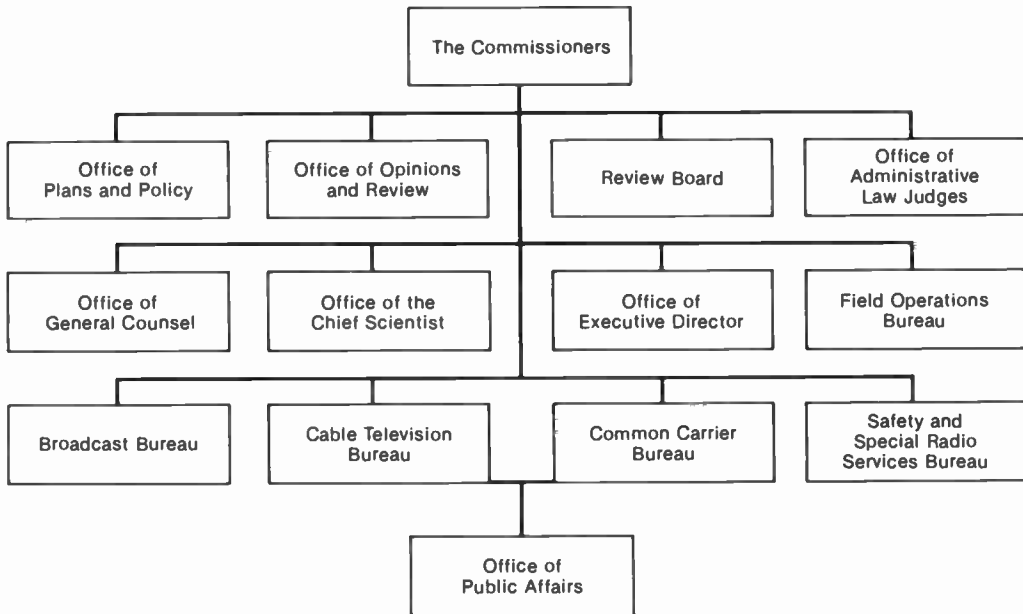 The Commissioners
Office of
Plans and Policy
Office of Opinions
and Review
Review Board
Office of
Administrative
Law Judges
Office of
General Counsel
Office of the
Chief Scientist
Office of
Executive Director
Field Operations
Bureau
Broadcast Bureau
Cable Television
Bureau
Common Carrier
Bureau
Safety and
Special Radio
Services Bureau
Office of
Public Affairs